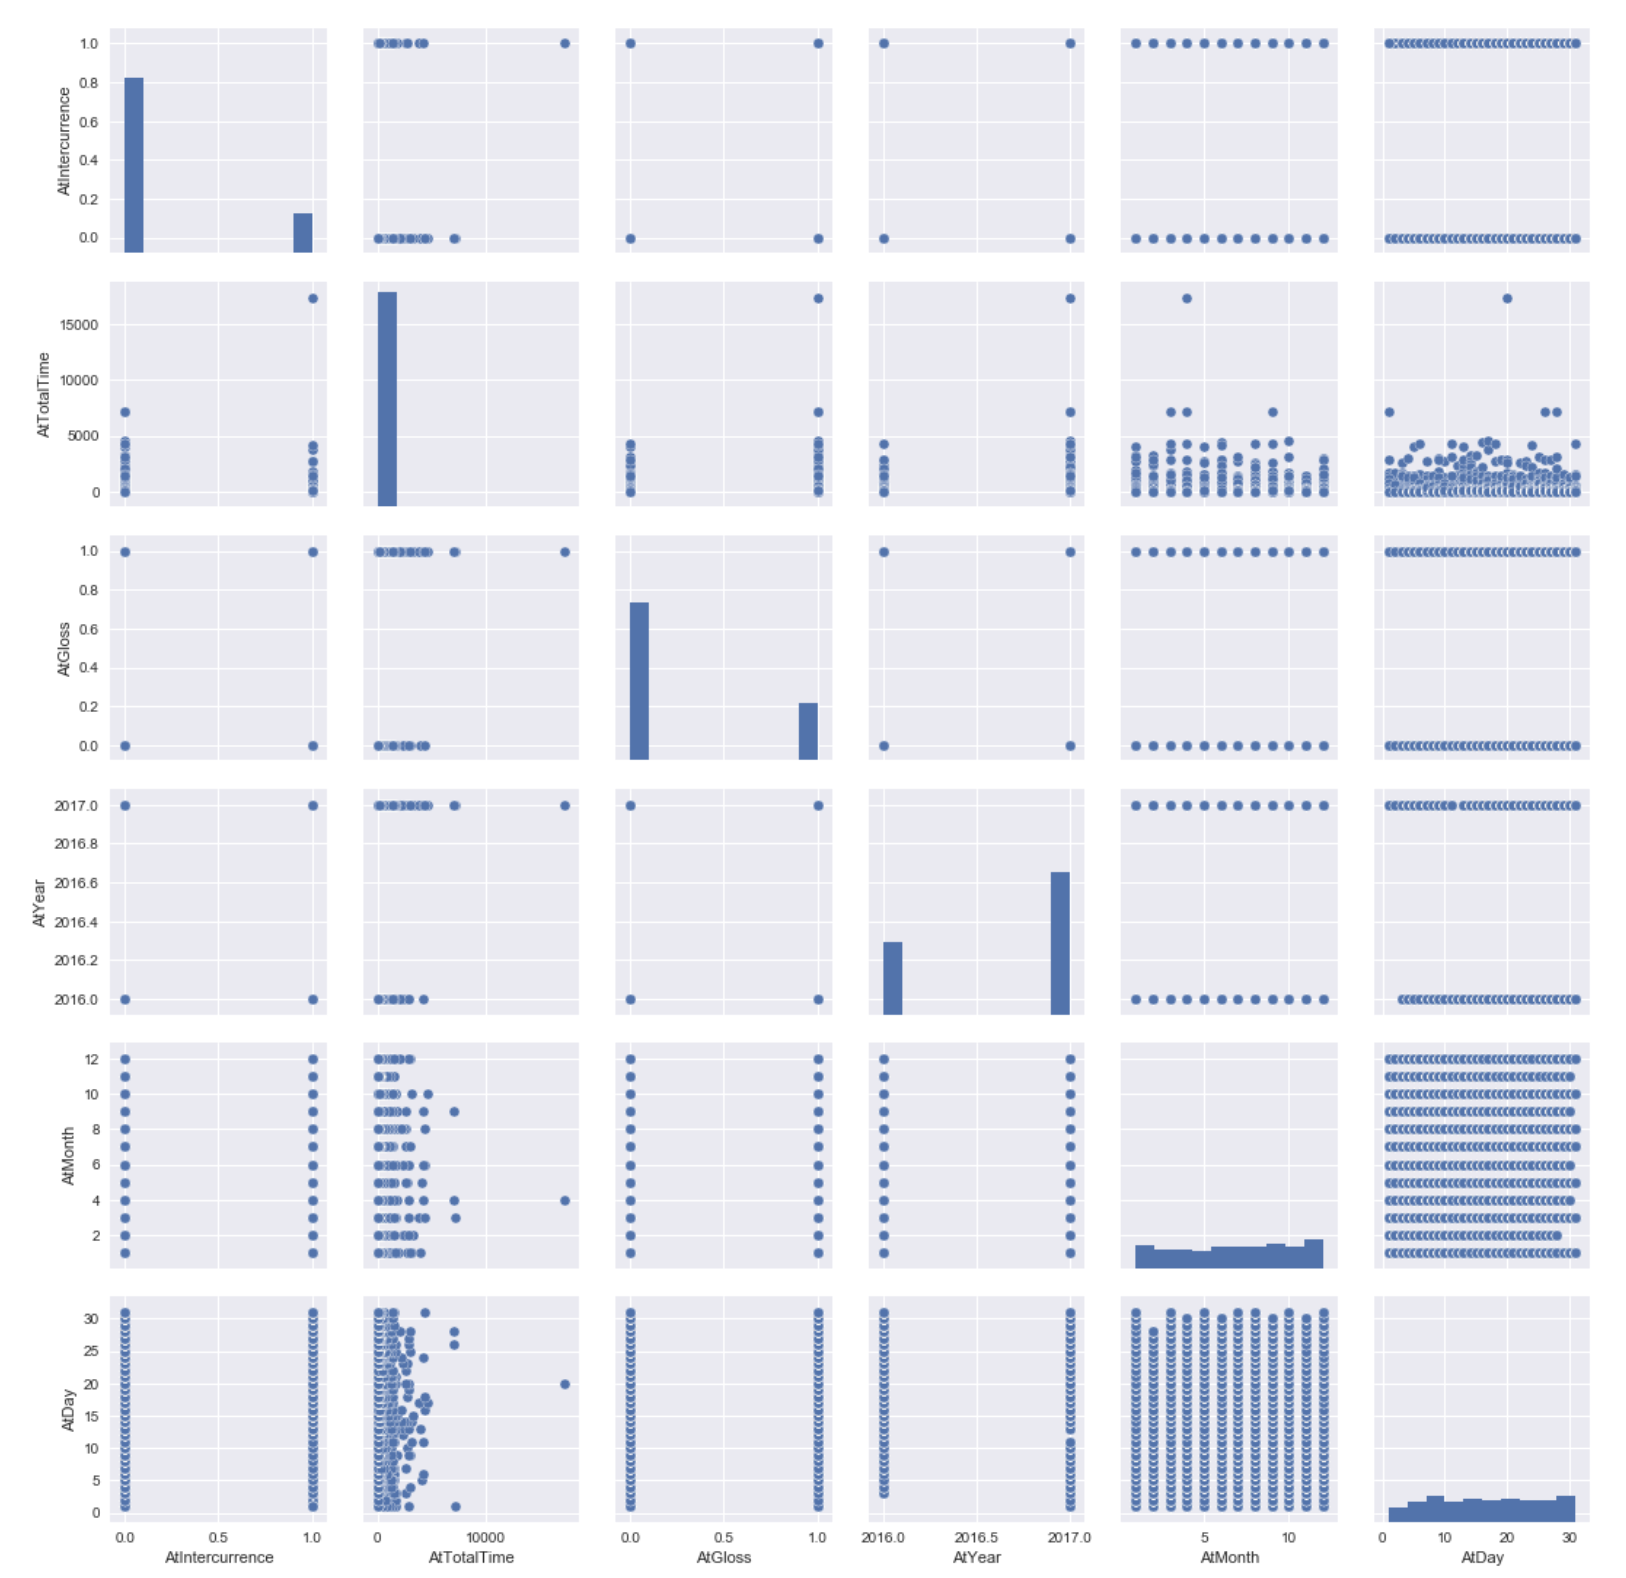 1.0
0.8
0.6
0.4
0.2
0.0
AtIntercurrence
15000
10000
5000
0
AtTotalTime
1.0
0.8
0.6
0.4
0.2
0.0
AtGloss
2017.0
2016.8
2016.6
2016.4
2016.2
2016.0
AtYear
12
10
8
6
4
2
AtMonth
30
25
20
15
10
5
0
AtDay
0.0 0.5 1.0
AtIntercurrence
0 10000
AtTotalTime
0.0 0.5 1.0
AtGloss
2016.0 2016.5 2017.0
AtYear
5 10
AtMonth
0 10 20 30
AtDay